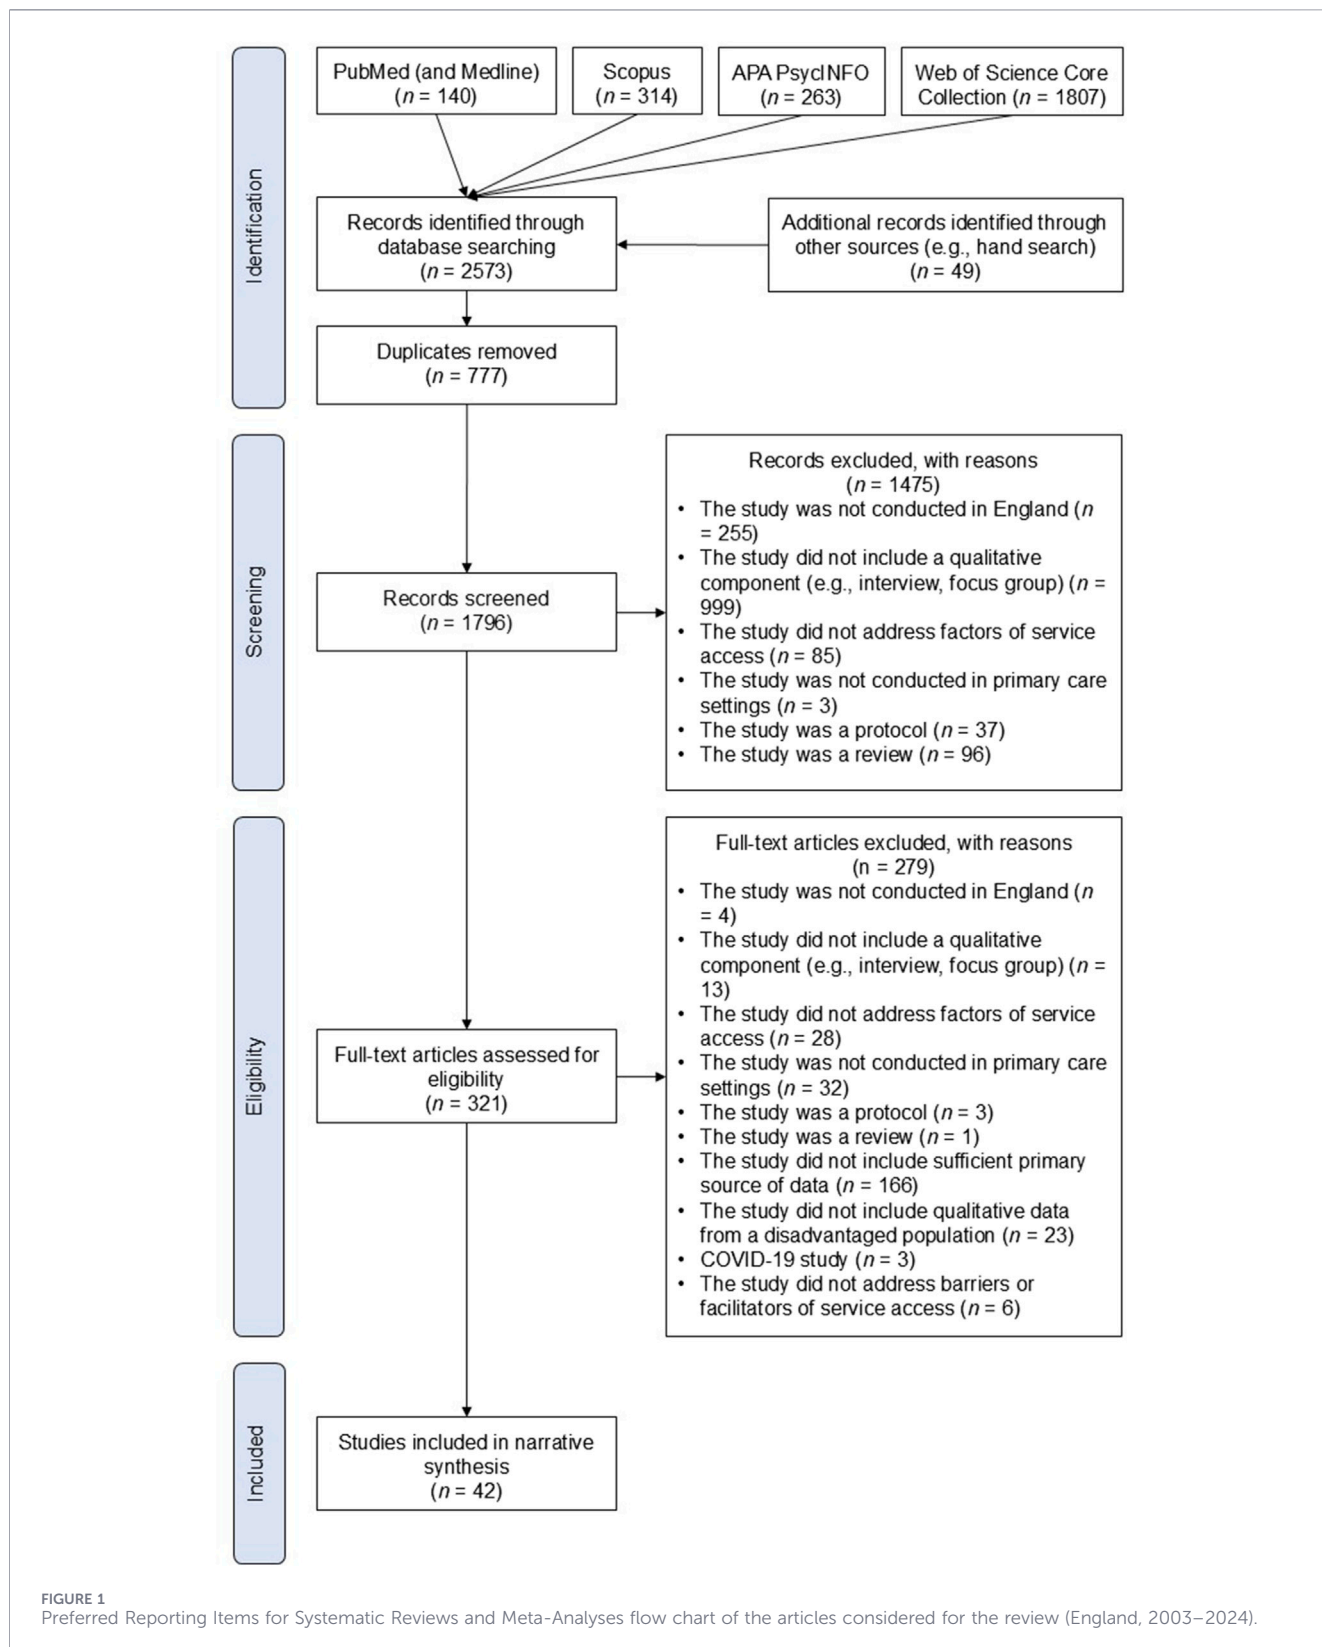 PubMed (and Medline)
(n = 140)
Scopus
(n = 314)
APA PsycINFO
(n = 263)
Web of Science Core
Collection (n = 1807)
Identification
Records identified through
database searching
(n = 2573)
Additional records identified through
other sources (e.g., hand search)
(n = 49)
Duplicates removed
(n = 777)
Screening
Records screened
(n = 1796)
Records excluded, with reasons
(n = 1475)
• The study was not conducted in England (n
= 255)
• The study did not include a qualitative
component (e.g., interview, focus group) (n =
999)
• The study did not address factors of service
access (n = 85)
• The study was not conducted in primary care
settings (n = 3)
• The study was a protocol (n = 37)
• The study was a review (n = 96)
Eligibility
Full-text articles assessed for
eligibility
(n = 321)
Full-text articles excluded, with reasons
(n = 279)
• The study was not conducted in England (n
= 4)
• The study did not include a qualitative
component (e.g., interview, focus group) (n =
13)
• The study did not address factors of service
access (n = 28)
• The study was not conducted in primary care
settings (n = 32)
• The study was a protocol (n = 3)
• The study was a review (n = 1)
• The study did not include sufficient primary
source of data (n = 166)
• The study did not include qualitative data
from a disadvantaged population (n = 23)
• COVID-19 study (n = 3)
• The study did not address barriers or
facilitators of service access (n = 6)
Included
Studies included in narrative
synthesis
(n = 42)
FIGURE 1
Preferred Reporting Items for Systematic Reviews and Meta-Analyses flow chart of the articles considered for the review (England, 2003–2024).